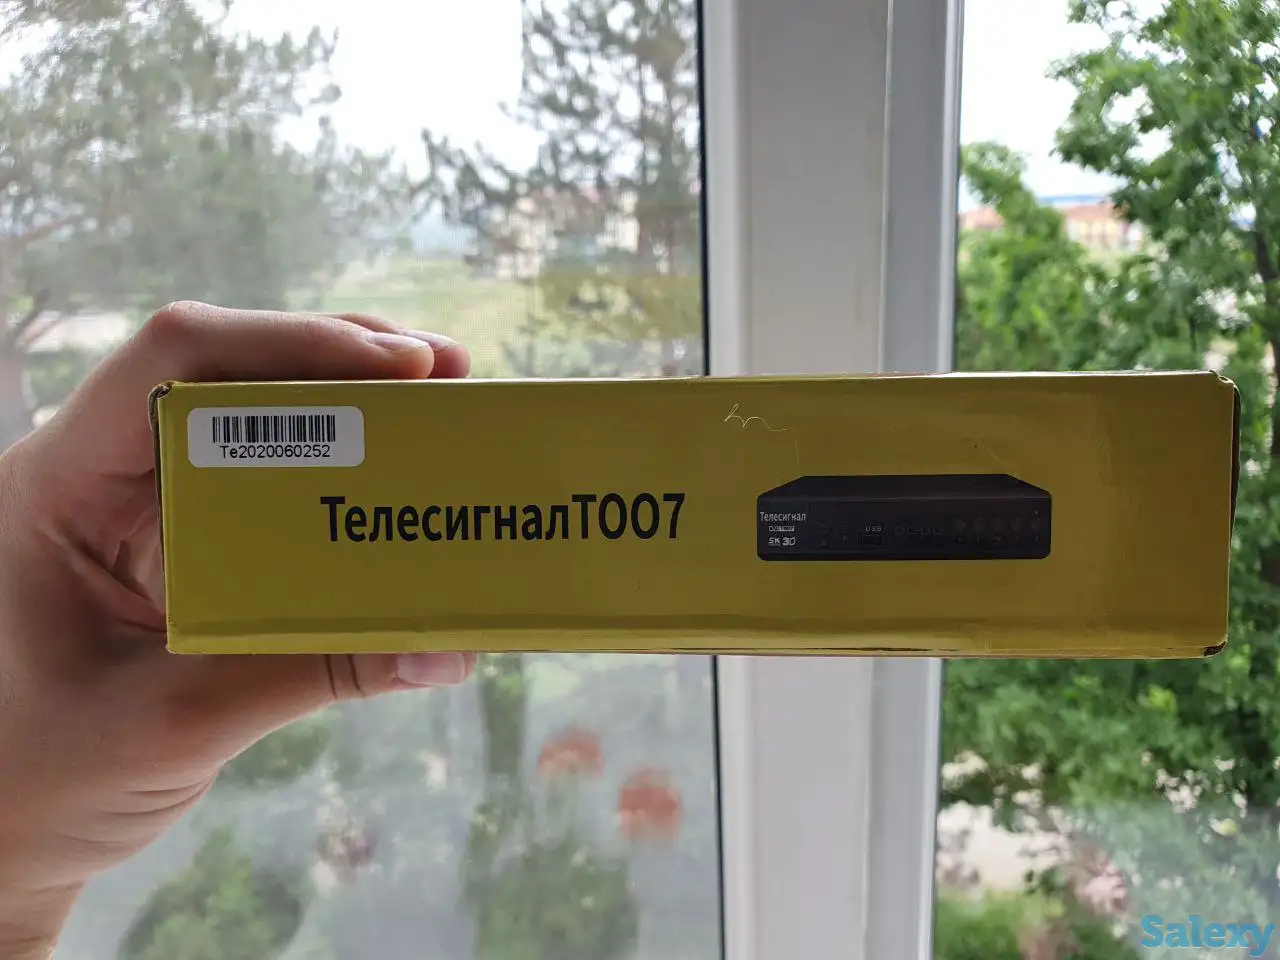 Te2020060252
ТелесигналТ007
Телесигнал
USB
Salexy